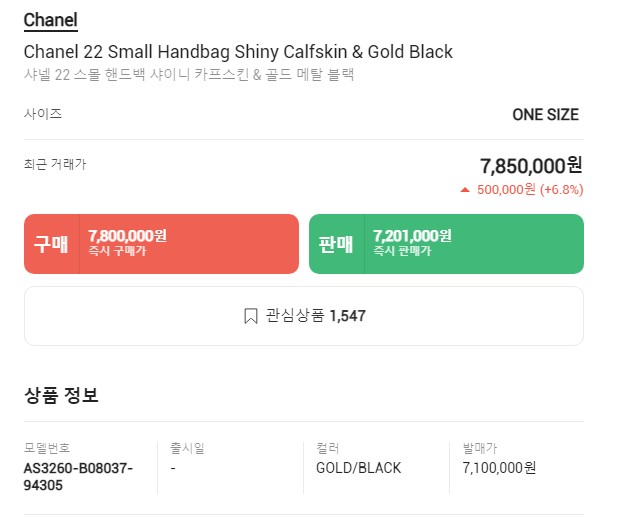 Chanel
Chanel 22 Small Handbag Shiny Calfskin & Gold Black
샤넬 22 스몰 핸드백 샤이니 카프스킨 & 골드 메탈 블랙
사이즈
ONE SIZE
최근 거래가
7,850,000원
500,000원 (+6.8%)
구매
7,800,000원
즉시 구매가
판매
7,201,000원
즉시 판매가
관심상품 1,547
상품 정보
모델번호
AS3260-B08037-
94305
출시일
-
컬러
GOLD/BLACK
발매가
7,100,000원